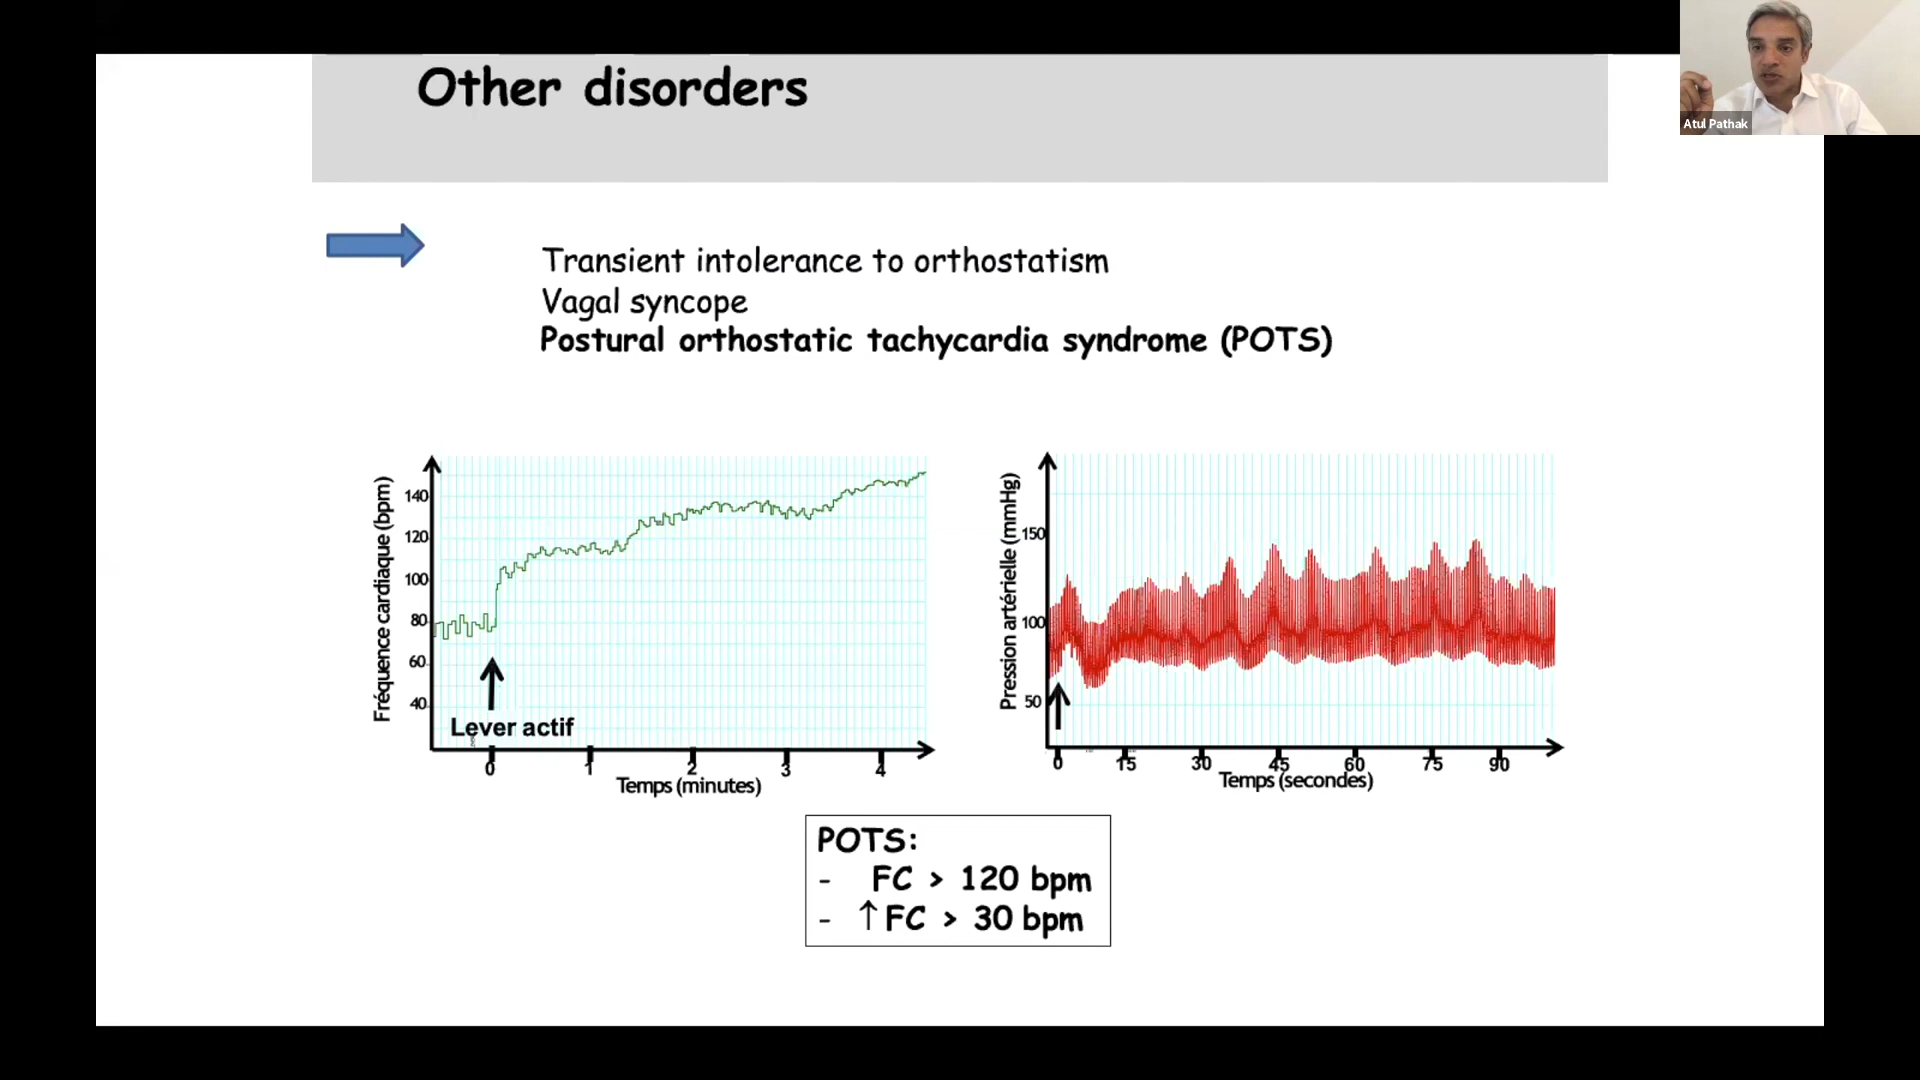 Other disorders
Atul Pathak
Transient intolerance to orthostatism
Vagal syncope
Postural orthostatic tachycardia syndrome (POTS)
Fréquence cardiaque (bpm)
140
120
100
80
60
40
Lever actif
0 1 2 3 4
Temps (minutes)
Pression artérielle (mmHg)
150
100
50
0 15 30 45 60 75 90
Temps (secondes)
POTS:
- FC > 120 bpm
- ↑FC > 30 bpm